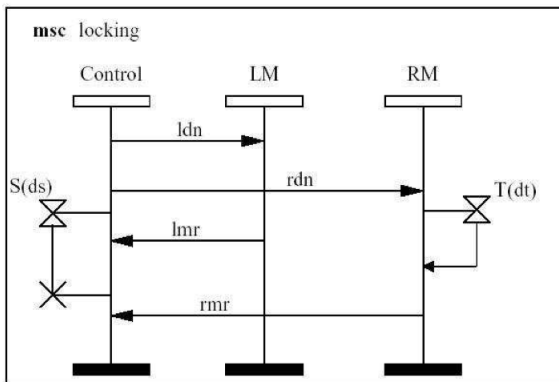 msc locking
Control LM RM
ldn
S(ds) rdn T(dt)
lmr
rmr